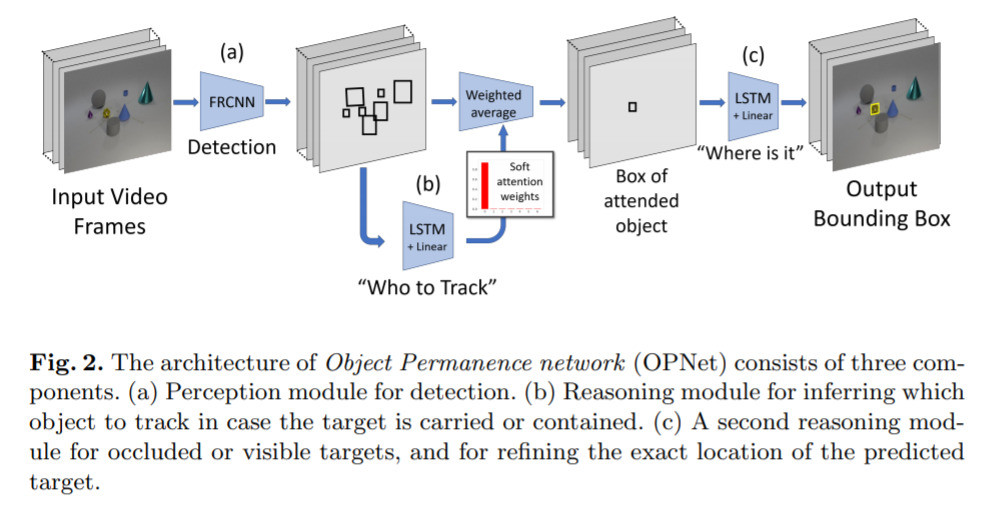 (a)
FRCNN
Detection
Input Video
Frames
Weighted
average
(b)
LSTM
+ Linear
"Who to Track"
Soft
attention
weights
Box of
attended
object
(c)
LSTM
+ Linear
"Where is it"
Output
Bounding Box
Fig. 2. The architecture of Object Permanence network (OPNet) consists of three com-
ponents. (a) Perception module for detection. (b) Reasoning module for inferring which
object to track in case the target is carried or contained. (c) A second reasoning mod-
ule for occluded or visible targets, and for refining the exact location of the predicted
target.